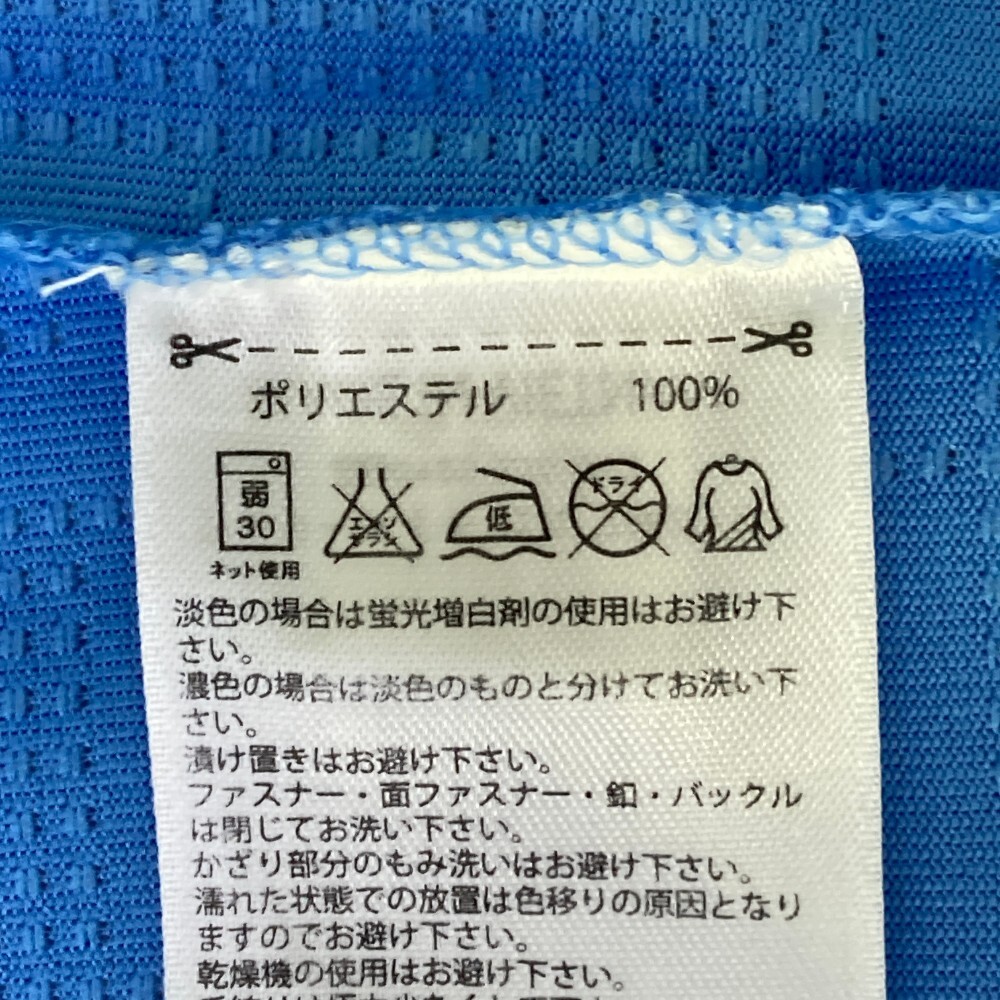 ポリエステル 100%
弱
30
エンソ
サラシ
低
ドライ
ネット使用
淡色の場合は蛍光増白剤の使用はお避け下
さい。
濃色の場合は淡色のものと分けてお洗い下
さい。
漬け置きはお避け下さい。
ファスナー・面ファスナー・釦・バックル
は閉じてお洗い下さい。
かざり部分のもみ洗いはお避け下さい。
濡れた状態での放置は色移りの原因となり
ますのでお避け下さい。
乾燥機の使用はお避け下さい。